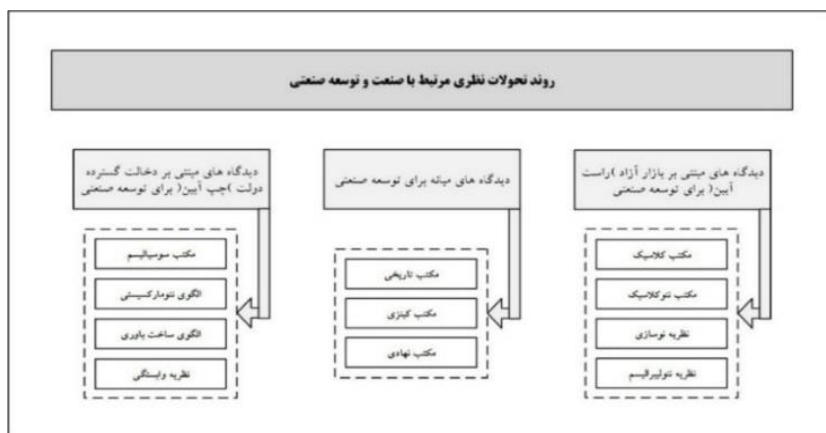 روند تحولات نظری مرتبط با صنعت و توسعه صنعتی
دیدگاه های مبتنی بر بازار آزاد )راست
آیین( برای توسعه صنعتی
مکتب کلاسیک
مکتب نئوکلاسیک
نظریه نوسازی
نظریه نئولیبرالیسم
دیدگاه های میانه برای توسعه صنعتی
مکتب تاریخی
مکتب کینزی
مکتب نهادی
دیدگاه های مبتنی بر دخالت گسترده
دولت )چپ آیین( برای توسعه صنعتی
مکتب سوسیالیسم
الگوی نئومارکسیستی
الگوی ساخت باوری
نظریه وابستگی